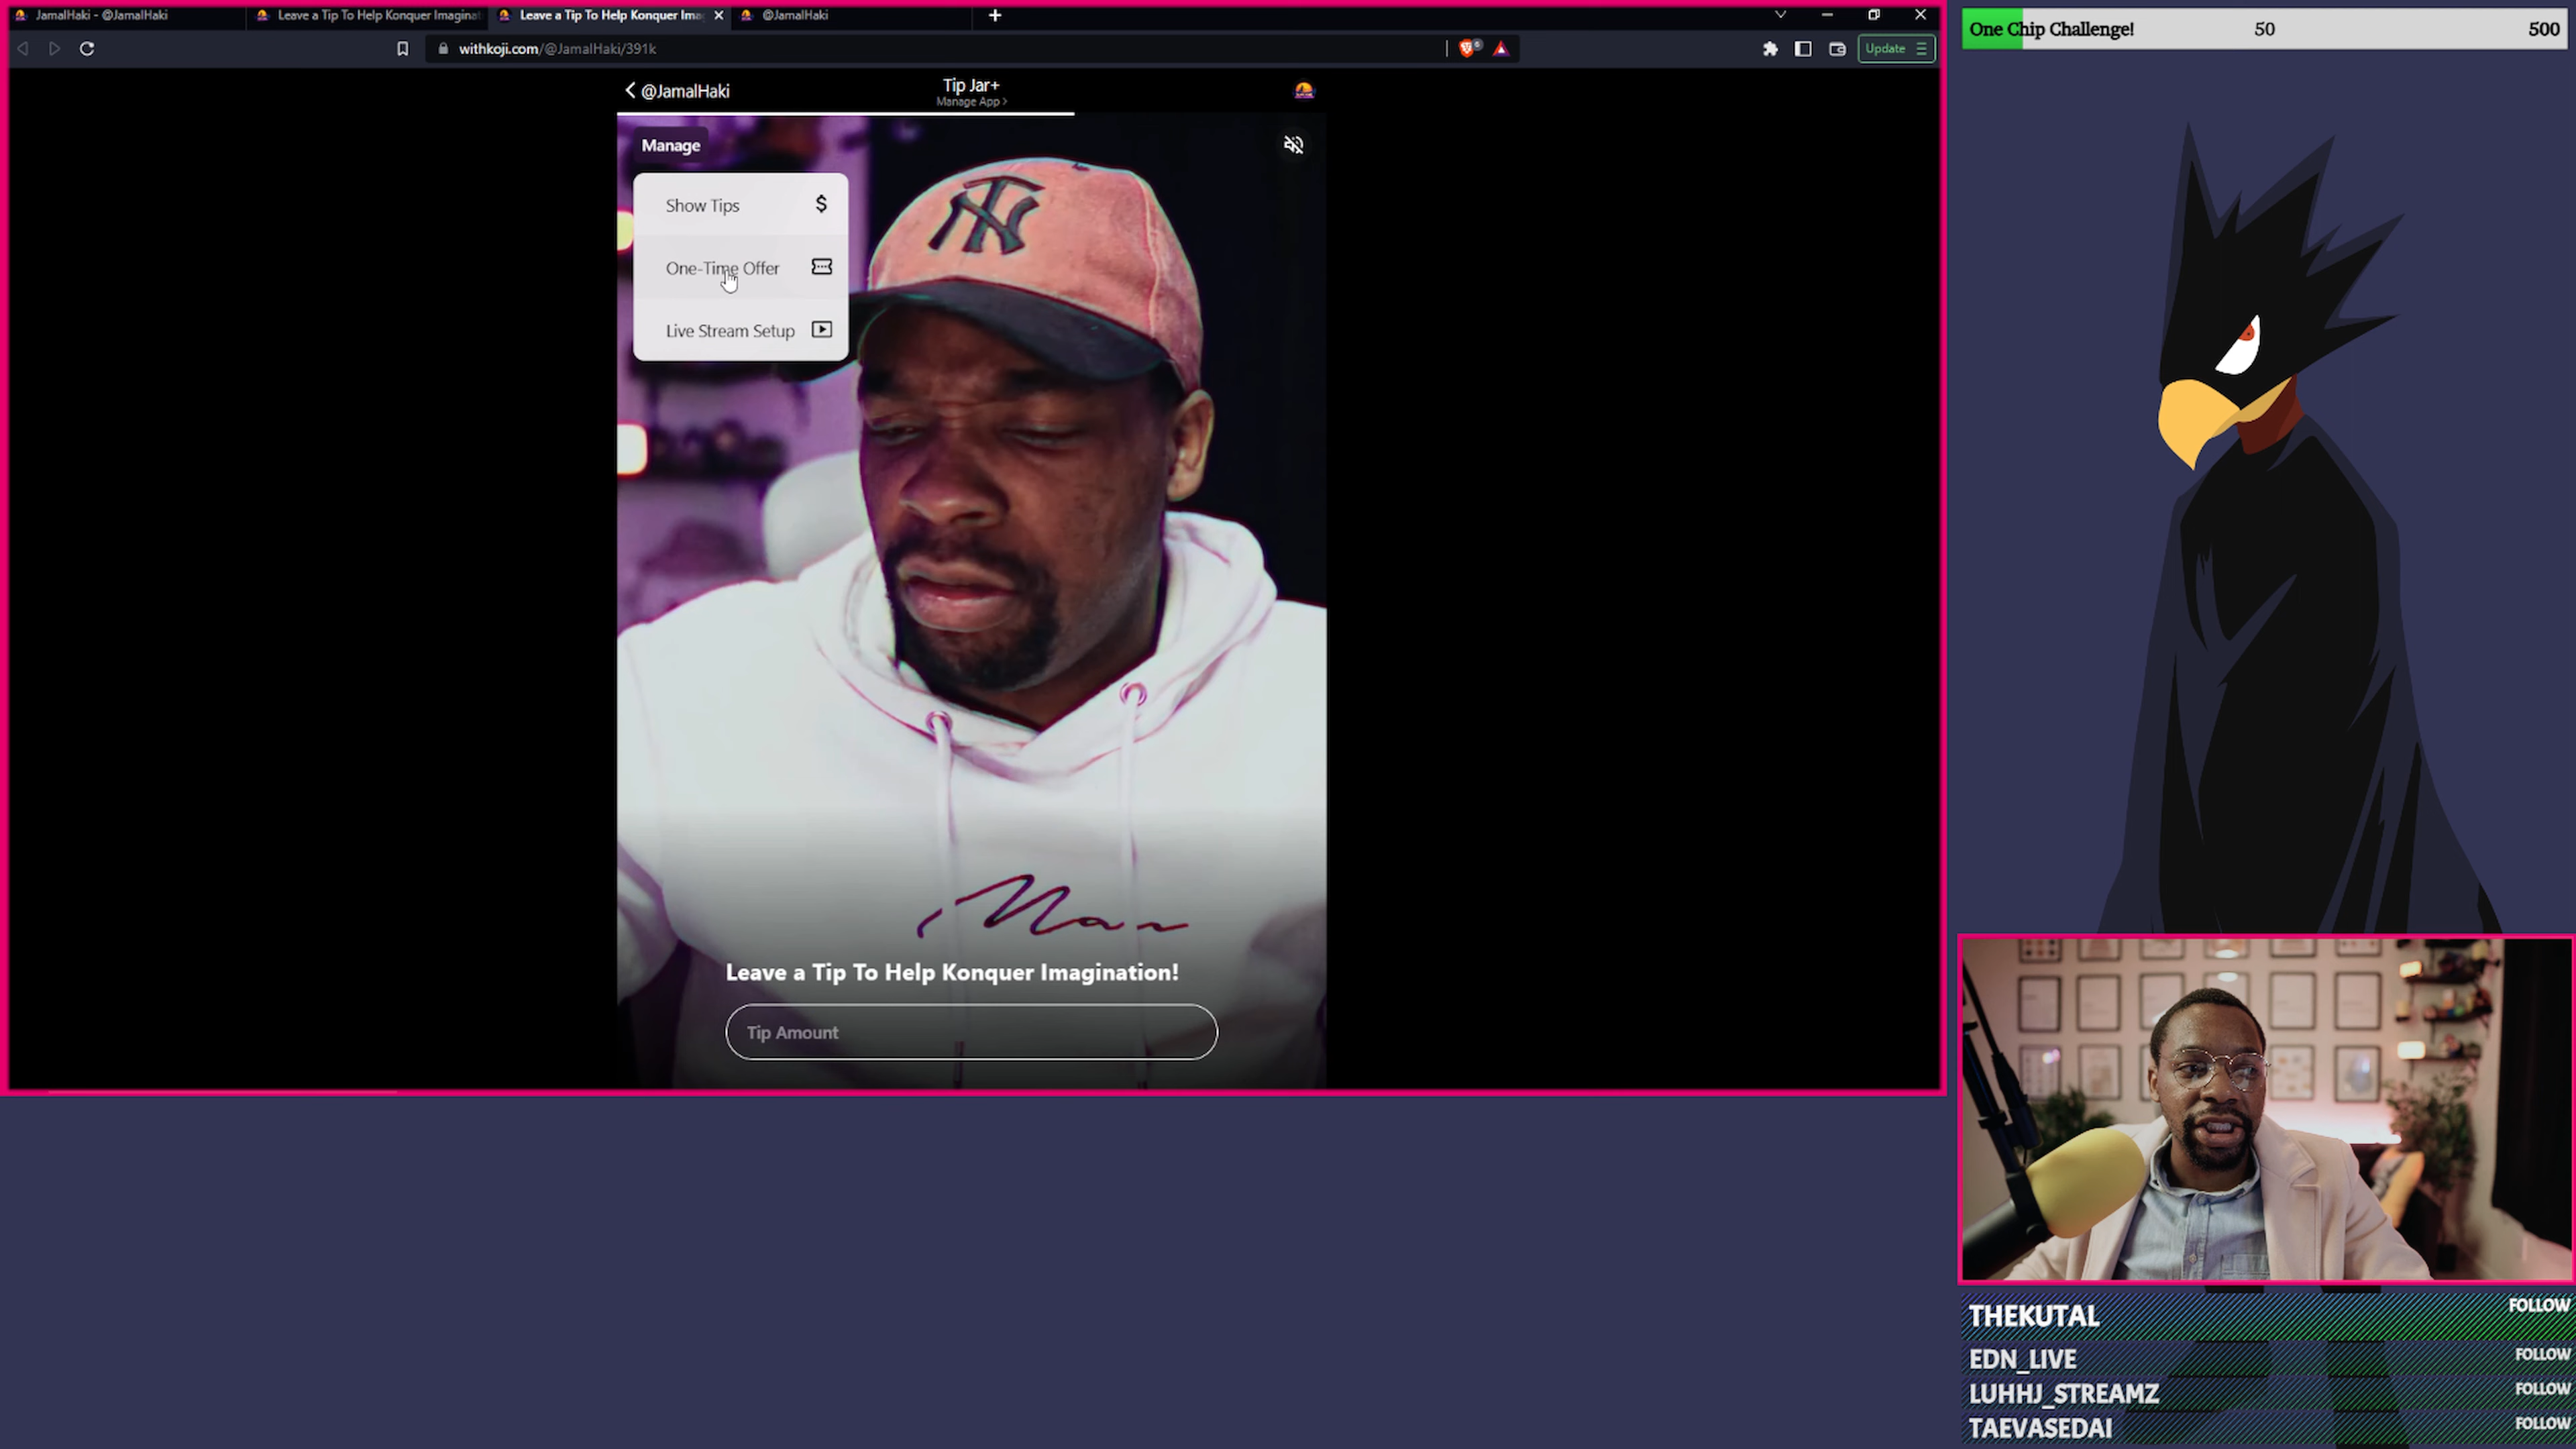 JamalHaki - @JamalHaki
Leave a Tip To Help Konquer Imaginat
Leave a Tip To Help Konquer Ima
@JamalHaki
withkoji.com/@JamalHaki/391k
Update
@JamalHaki
Tip Jar+
Manage App >
Manage
Show Tips $
One-Time Offer
Live Stream Setup
NY
Leave a Tip To Help Konquer Imagination!
Tip Amount
One Chip Challenge! 50 500
THEKUTAL FOLLOW
EDN_LIVE FOLLOW
LUHHJ_STREAMZ FOLLOW
TAEVASEDAI FOLLOW